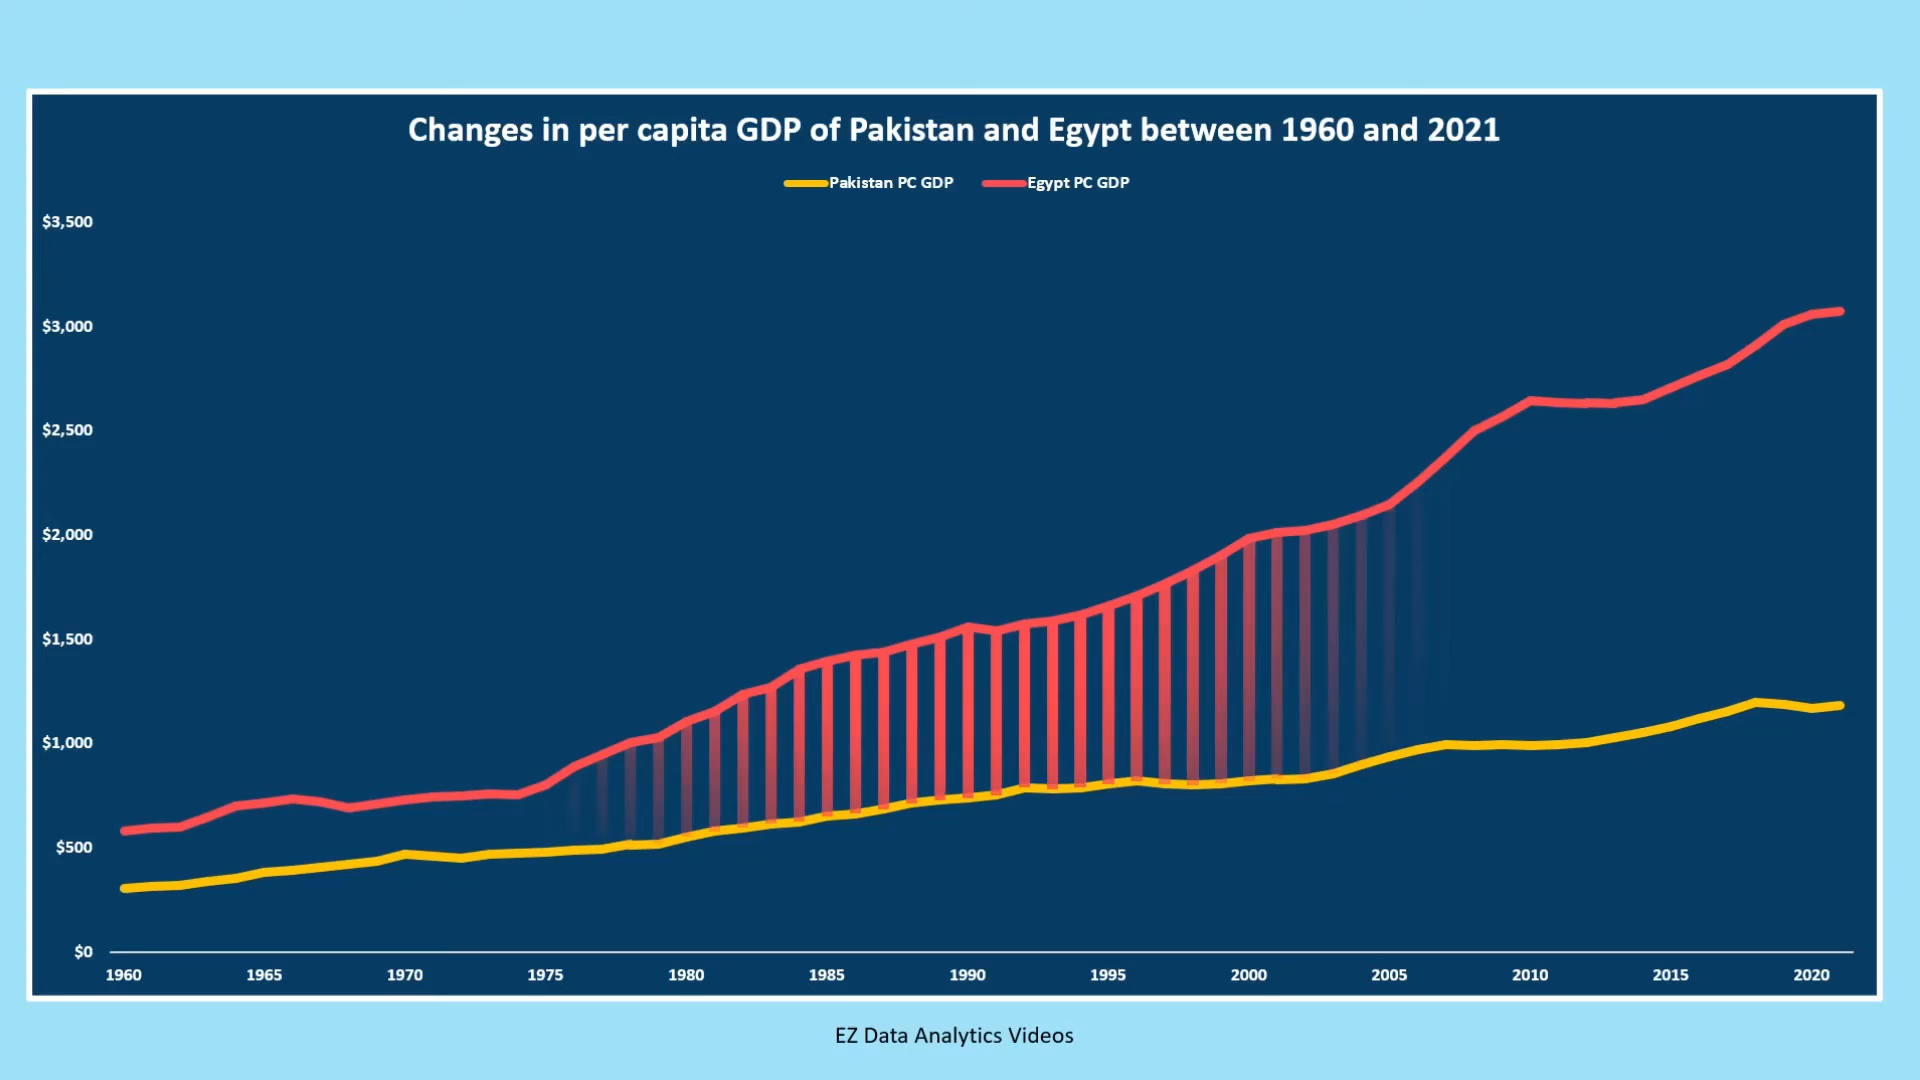 Changes in per capita GDP of Pakistan and Egypt between 1960 and 2021
Pakistan PC GDP Egypt PC GDP
$3,500
$3,000
$2,500
$2,000
$1,500
$1,000
$500
$0
1960 1965 1970 1975 1980 1985 1990 1995 2000 2005 2010 2015 2020
EZ Data Analytics Videos